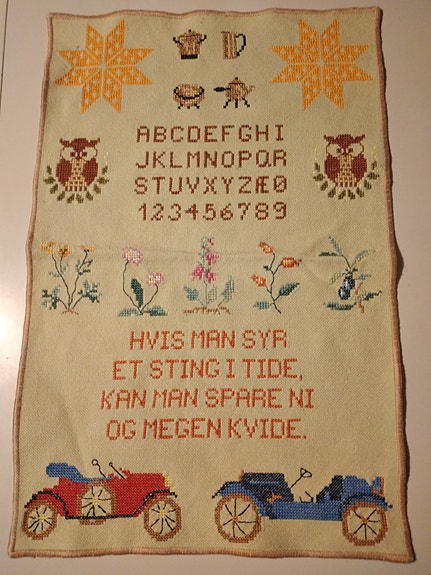 ABCDEFGHI
JKLMNOPQR
STUVXYZÆØ
123456789
HVIS MAN SYR
ET STING I TIDE,
KAN MAN SPARE NI
OG MEGEN KVIDE.